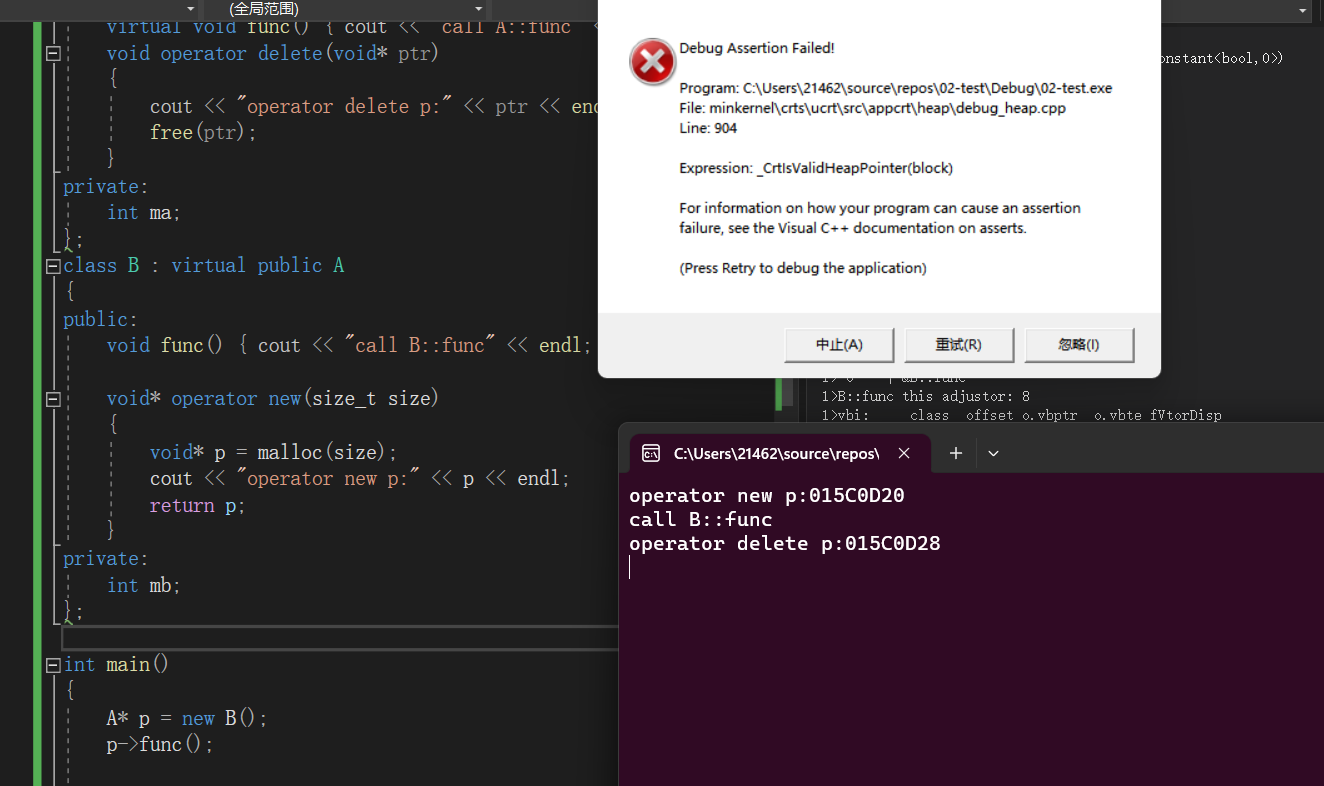 (全局范围)
virtual void func() { cout << "call A::func" <
void operator delete(void* ptr)
{
cout << "operator delete p:" << ptr << end
free(ptr);
}
private:
int ma;
};
class B : virtual public A
{
public:
void func() { cout << "call B::func" << endl;
void* operator new(size_t size)
{
void* p = malloc(size);
cout << "operator new p:" << p << endl;
return p;
}
private:
int mb;
};
int main()
{
A* p = new B();
p->func();
Debug Assertion Failed!
Program: C:\Users\21462\source\repos\02-test\Debug\02-test.exe
File: minkernel\crts\ucrt\src\appcrt\heap\debug_heap.cpp
Line: 904
Expression: _CrtIsValidHeapPointer(block)
For information on how your program can cause an assertion
failure, see the Visual C++ documentation on asserts.
(Press Retry to debug the application)
中止(A)
重试(R)
忽略(I)
onstant<bool,0>)
1> 0 | &B::func
1>B::func this adjustor: 8
1>vbi: class offset o.vbptr o.vbte fVtorDisp
C:\Users\21462\source\repos\
operator new p:015C0D20
call B::func
operator delete p:015C0D28